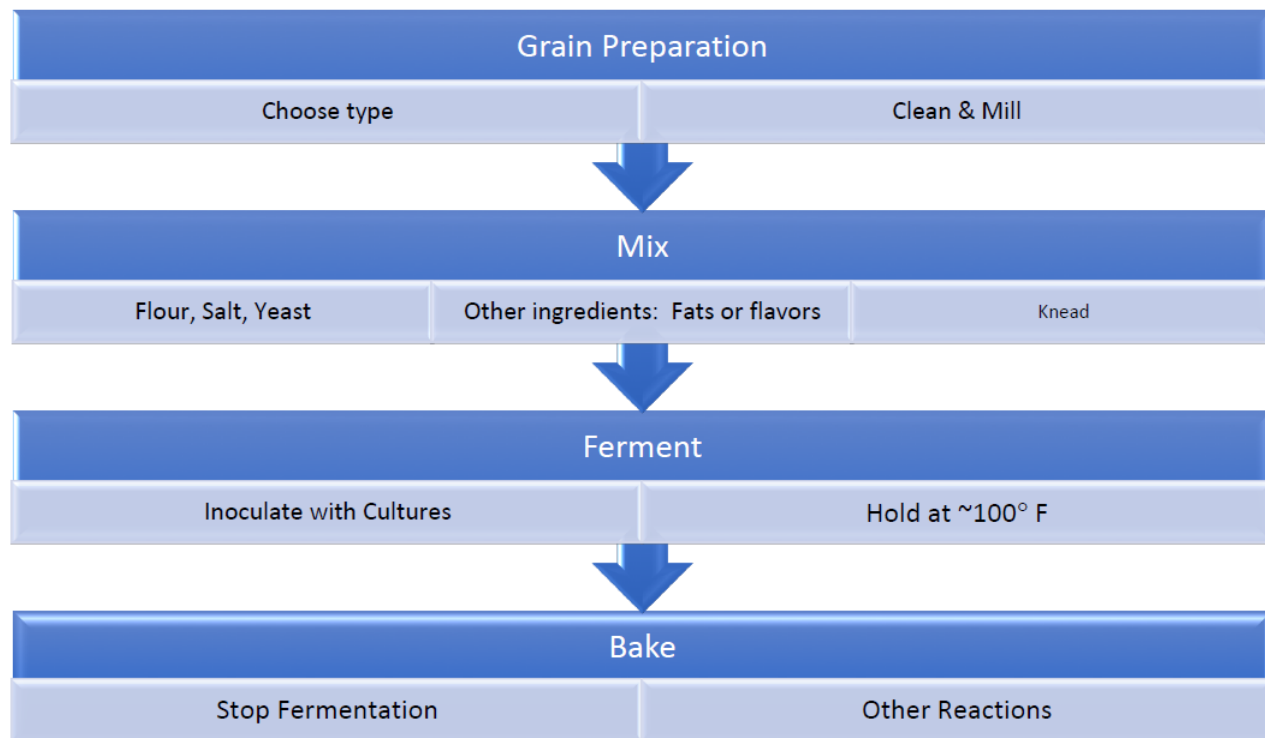 Grain Preparation
Choose type
Clean & Mill
Mix
Flour, Salt, Yeast
Other ingredients:  Fats or flavors
Knead
Ferment
Inoculate with Cultures
Hold at ~100° F
Bake
Stop Fermentation
Other Reactions